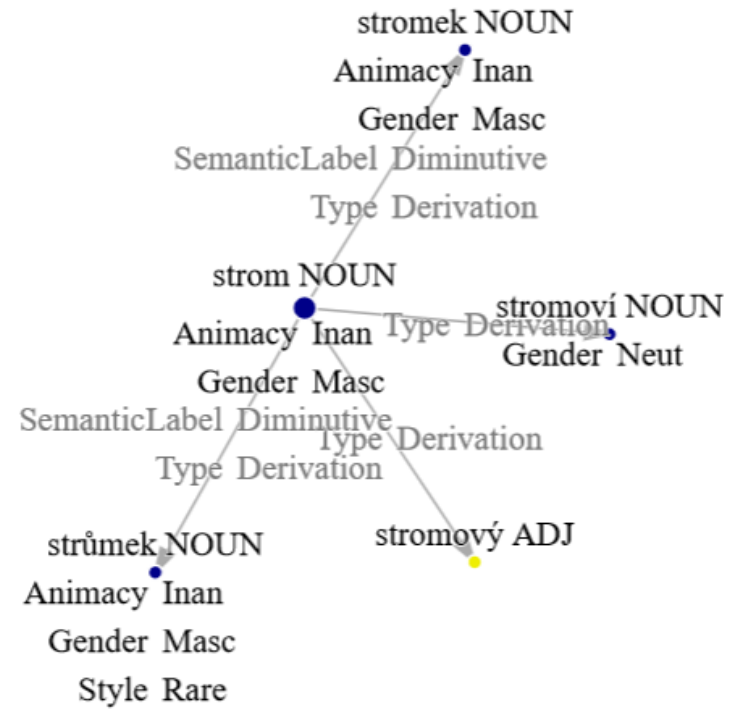 stromek NOUN
Animacy Inan
Gender Masc
SemanticLabel Diminutive
Type Derivation
strom NOUN
Animacy Inan
Gender Masc
Type Derivation
stromoví NOUN
Gender Neut
SemanticLabel Diminutive
Type Derivation
Type Derivation
strůmek NOUN
Animacy Inan
Gender Masc
Style Rare
stromový ADJ